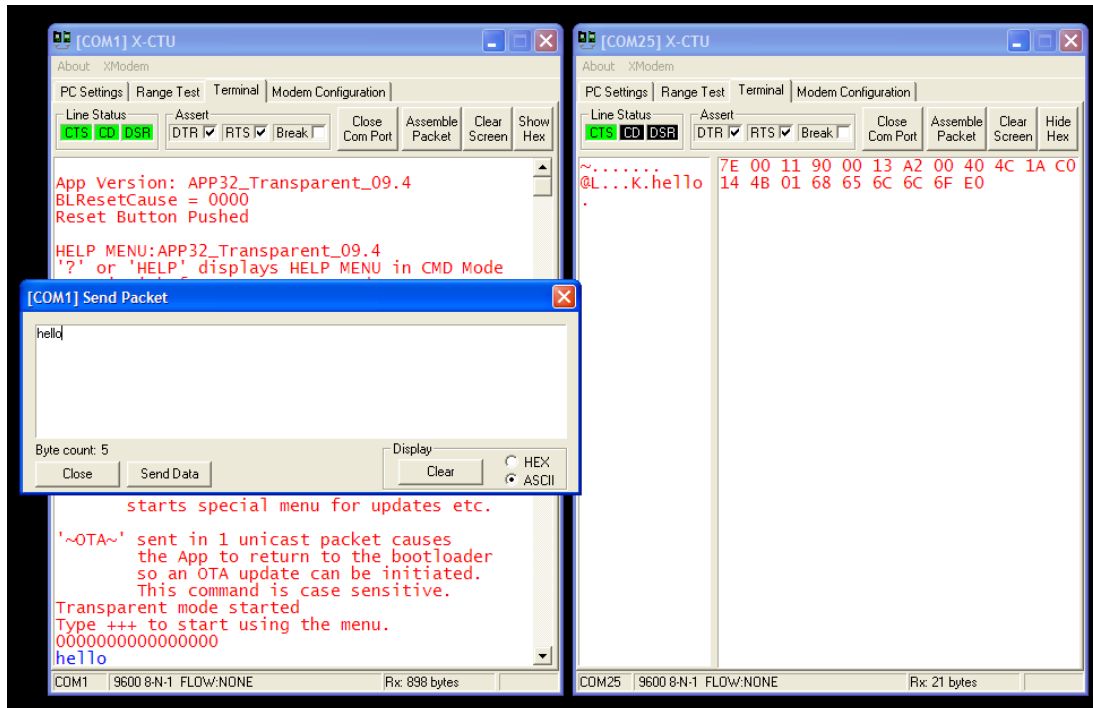 [COM1] X-CTU
About XModem
PC Settings Range Test Terminal Modem Configuration
Line Status Assert
CTS CD DSR DTR RTS Break
Close Com Port
Assemble Packet
Clear Screen
Show Hex
App Version: APP32_Transparent_09.4
BLResetCause = 0000
Reset Button Pushed
HELP MENU:APP32_Transparent_09.4
'?' or 'HELP' displays HELP MENU in CMD Mode
[COM1] Send Packet
hello
Byte count: 5
Close Send Data
Display
Clear
HEX
ASCII
starts special menu for updates etc.
'~OTA~' sent in 1 unicast packet causes
the App to return to the bootloader
so an OTA update can be initiated.
This command is case sensitive.
Transparent mode started
Type +++ to start using the menu.
0000000000000000
hello
COM1 9600 8-N-1 FLOW:NONE Rx: 898 bytes
[COM25] X-CTU
About XModem
PC Settings Range Test Terminal Modem Configuration
Line Status Assert
CTS CD DSR DTR RTS Break
Close Com Port
Assemble Packet
Clear Screen
Hide Hex
~....... 7E 00 11 90 00 13 A2 00 40 4C 1A C0
@L...K.hello 14 4B 01 68 65 6C 6C 6F E0
.
COM25 9600 8-N-1 FLOW:NONE Rx: 21 bytes